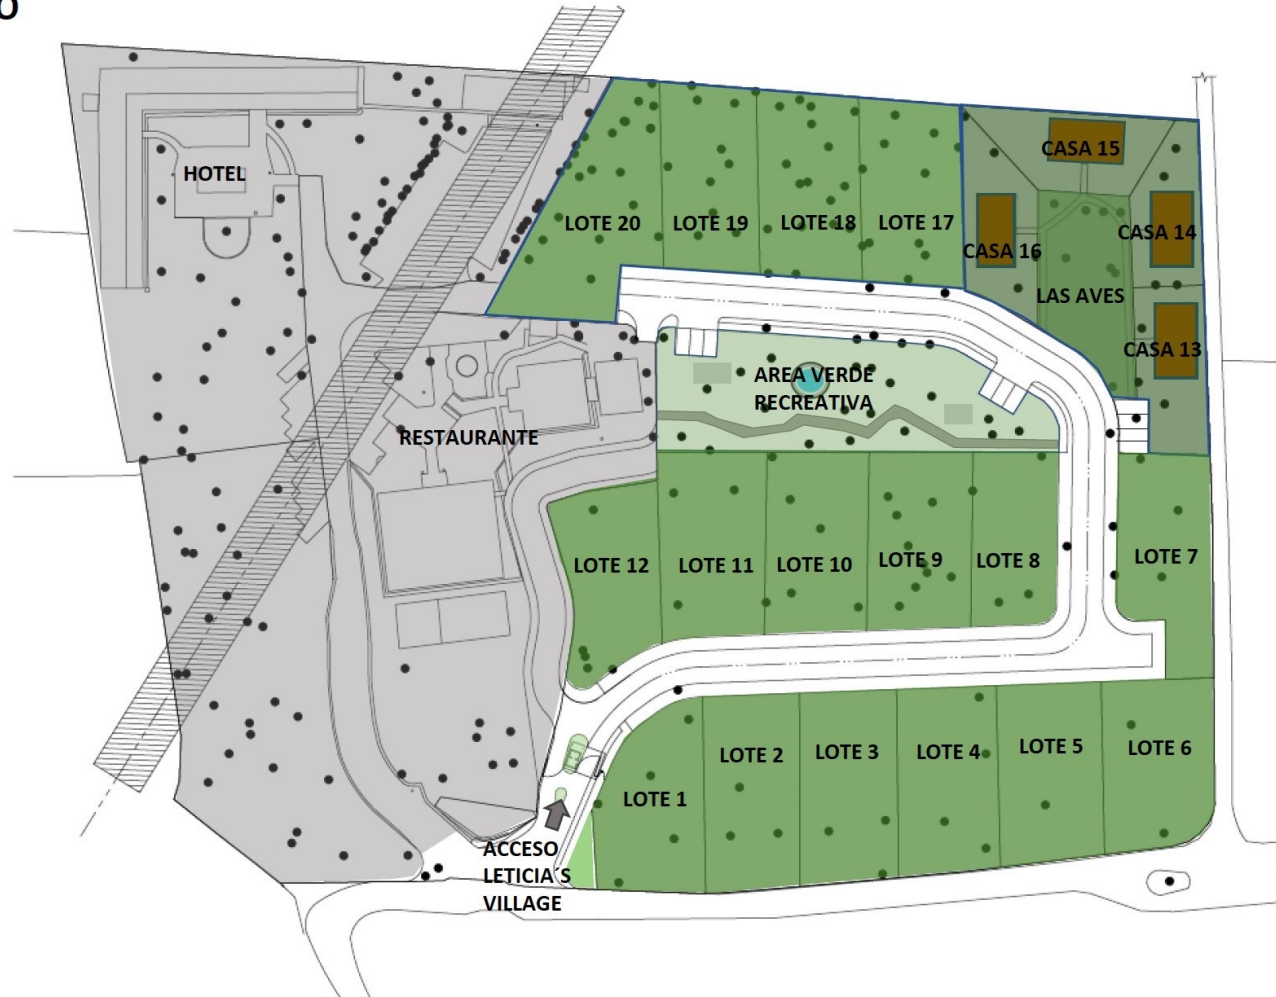 O
HOTEL
CASA 15
LOTE 20
LOTE 19
LOTE 18
LOTE 17
CASA 16
CASA 14
LAS AVES
CASA 13
AREA VERDE
RECREATIVA
RESTAURANTE
LOTE 12
LOTE 11
LOTE 10
LOTE 9
LOTE 8
LOTE 7
LOTE 1
LOTE 2
LOTE 3
LOTE 4
LOTE 5
LOTE 6
ACCESO
LETICIA´S
VILLAGE